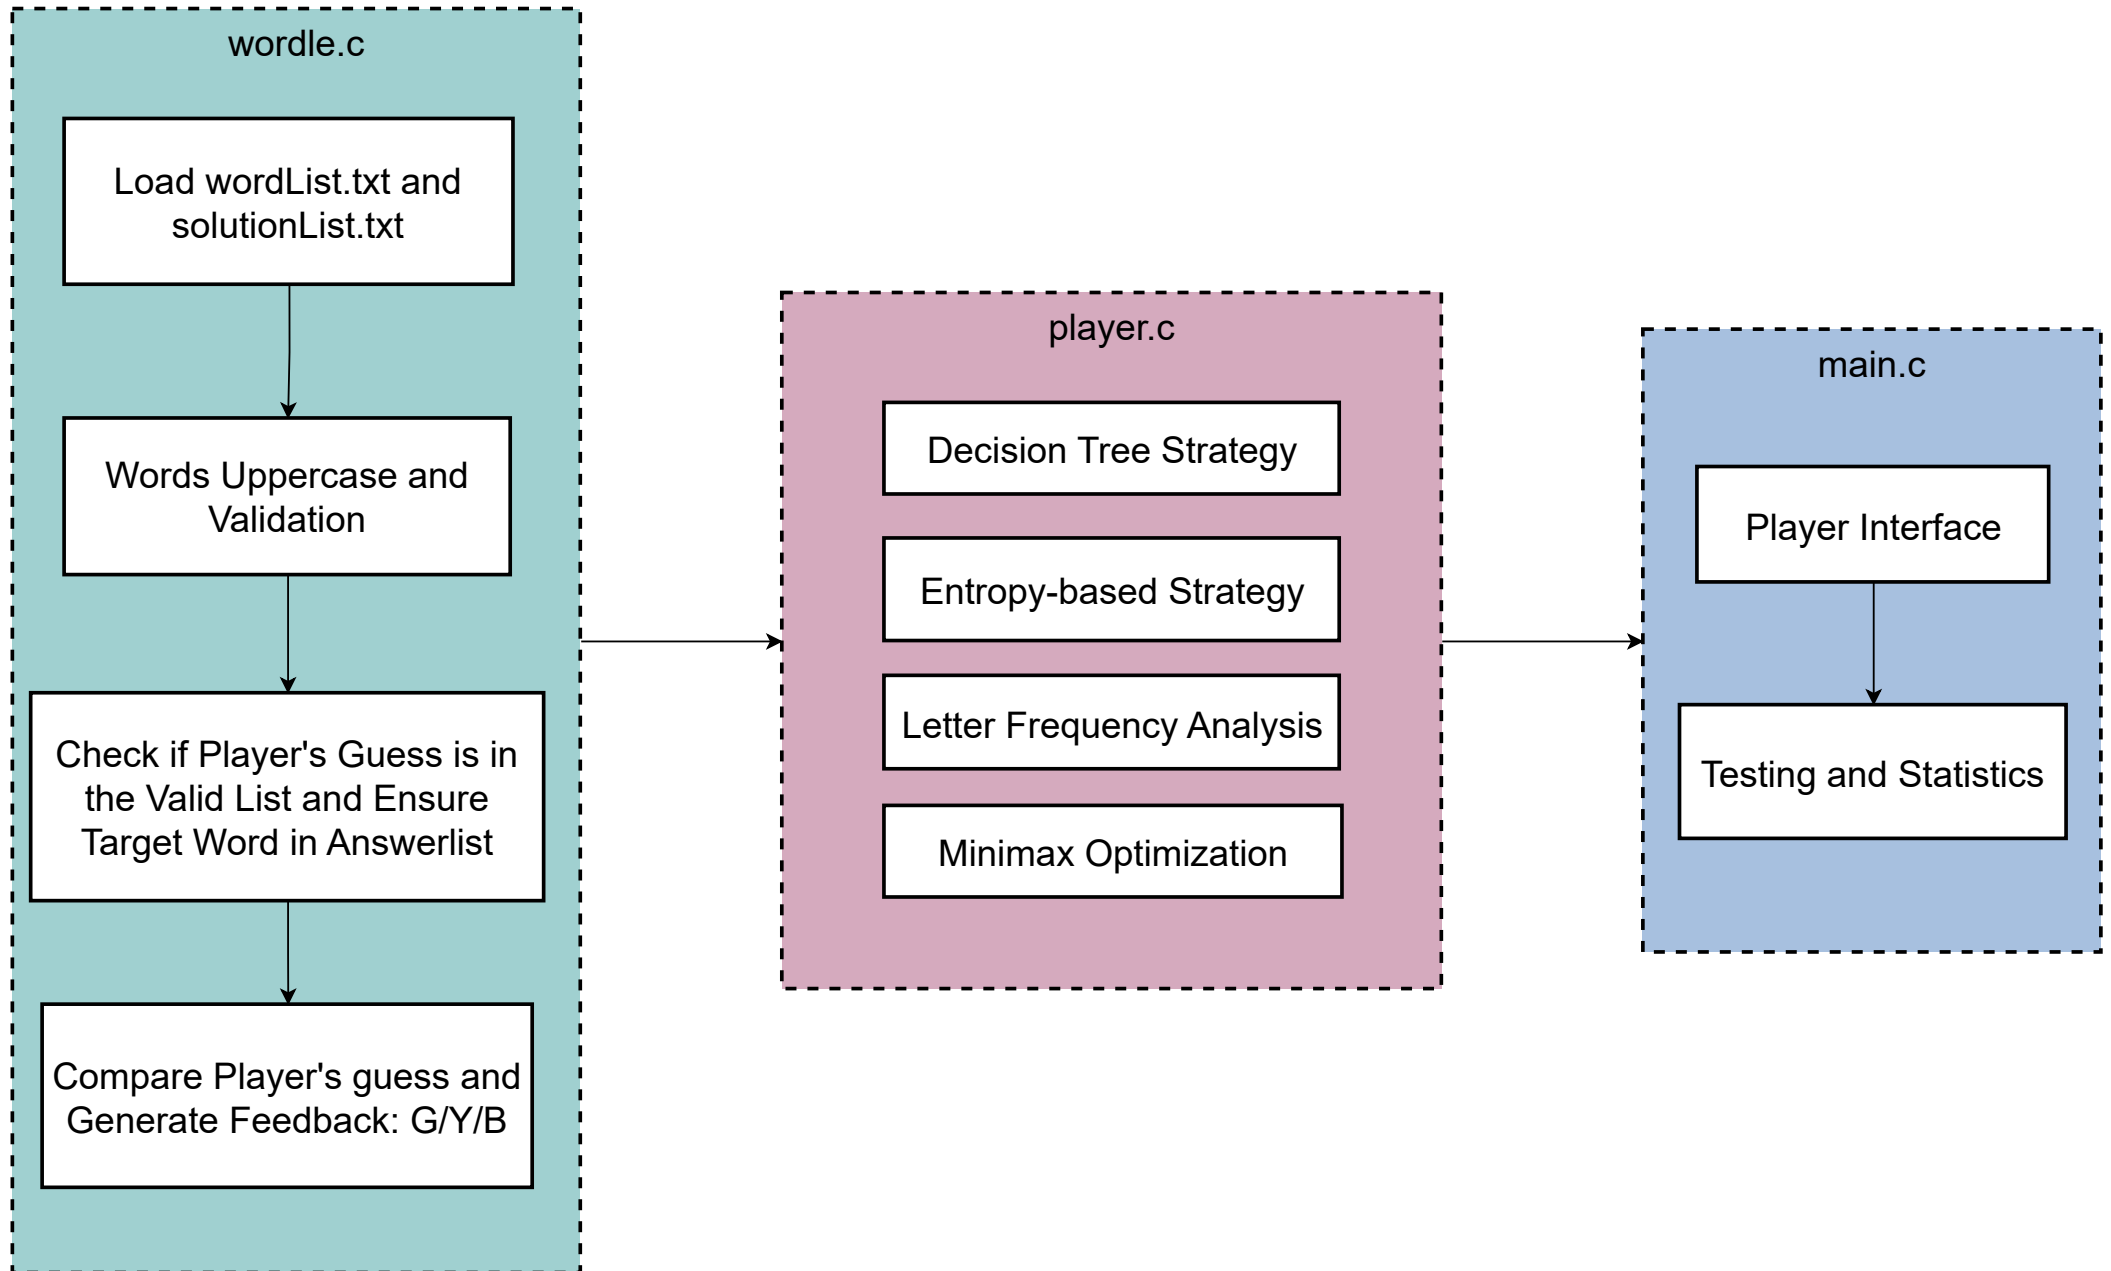 wordle.c
Load wordList.txt and
solutionList.txt
Words Uppercase and
Validation
Check if Player's Guess is in
the Valid List and Ensure
Target Word in Answerlist
Compare Player's guess and
Generate Feedback: G/Y/B
player.c
Decision Tree Strategy
Entropy-based Strategy
Letter Frequency Analysis
Minimax Optimization
main.c
Player Interface
Testing and Statistics